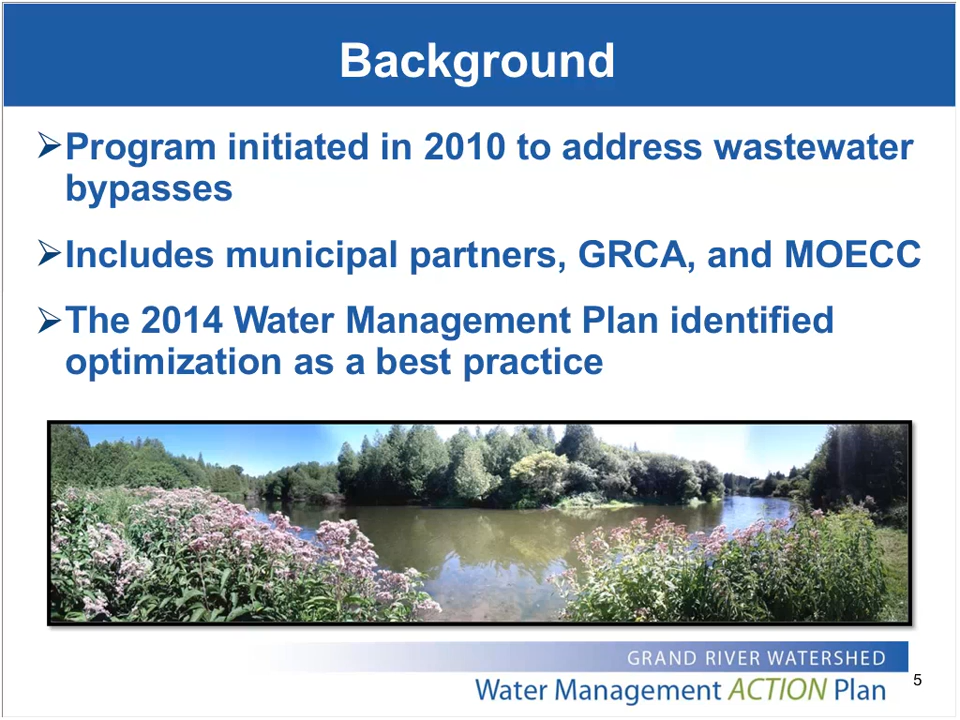 Background
➢Program initiated in 2010 to address wastewater
bypasses
➢Includes municipal partners, GRCA, and MOECC
➢The 2014 Water Management Plan identified
optimization as a best practice
GRAND RIVER WATERSHED
Water Management ACTION Plan
5